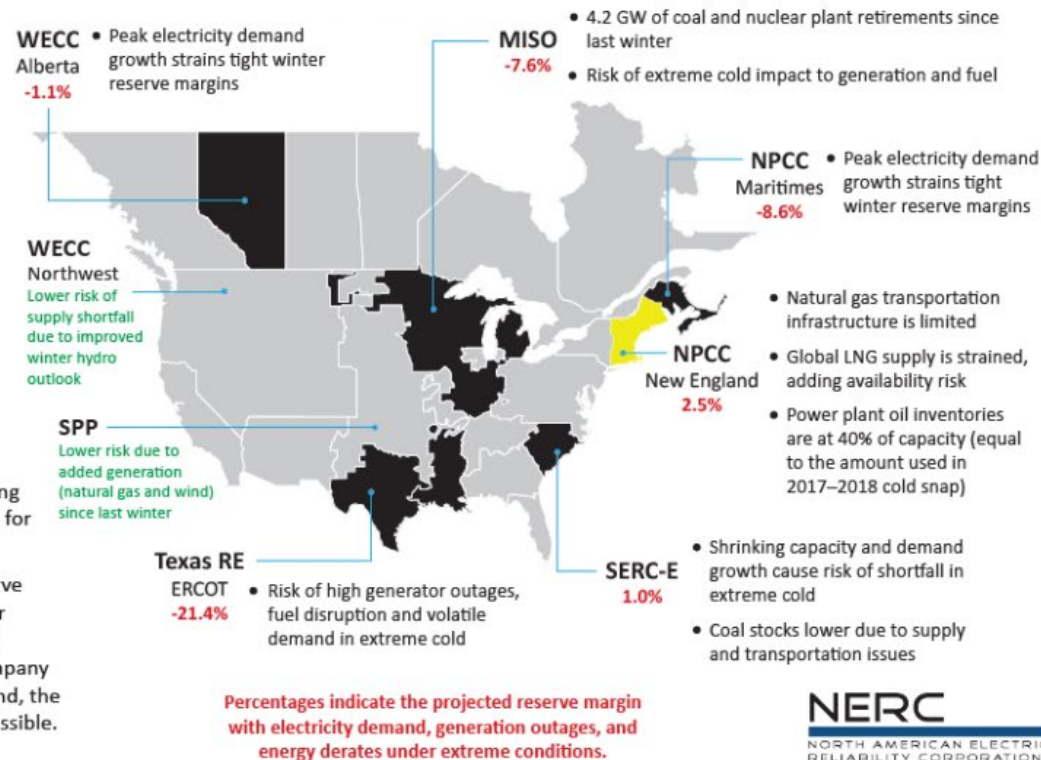 WECC
Alberta
-1.1%
• Peak electricity demand
growth strains tight winter
reserve margins
MISO
-7.6%
• 4.2 GW of coal and nuclear plant retirements since
last winter
• Risk of extreme cold impact to generation and fuel
NPCC
Maritimes
-8.6%
• Peak electricity demand
growth strains tight
winter reserve margins
WECC
Northwest
Lower risk of
supply shortfall
due to improved
winter hydro
outlook
NPCC
New England
2.5%
• Natural gas transportation
infrastructure is limited
• Global LNG supply is strained,
adding availability risk
• Power plant oil inventories
are at 40% of capacity (equal
to the amount used in
2017–2018 cold snap)
SPP
Lower risk due to
added generation
(natural gas and wind)
since last winter
Texas RE
ERCOT
-21.4%
• Risk of high generator outages,
fuel disruption and volatile
demand in extreme cold
SERC-E
1.0%
• Shrinking capacity and demand
growth cause risk of shortfall in
extreme cold
• Coal stocks lower due to supply
and transportation issues
for
nd, the
Percentages indicate the projected reserve margin
with electricity demand, generation outages, and
energy derates under extreme conditions.
NERC
NORTH AMERICAN ELECTRIC
RELIABILITY CORPORATION